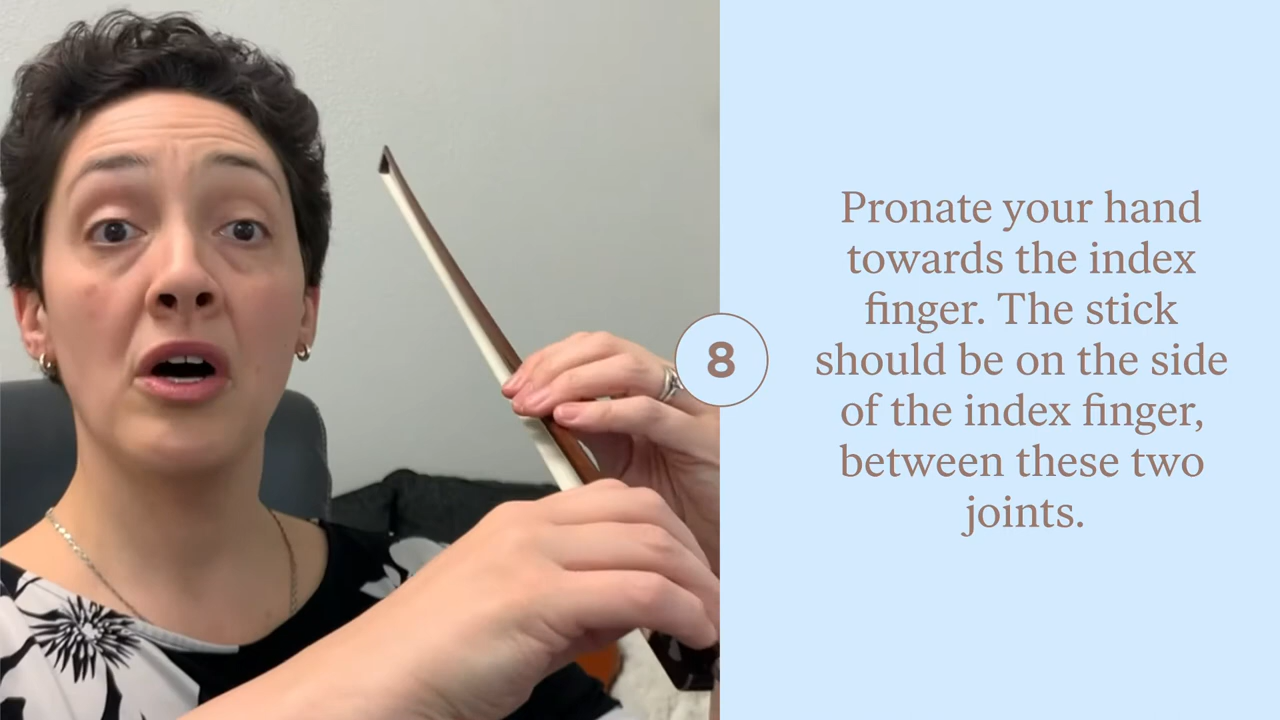 8
Pronate your hand
towards the index
finger. The stick
should be on the side
of the index finger,
between these two
joints.